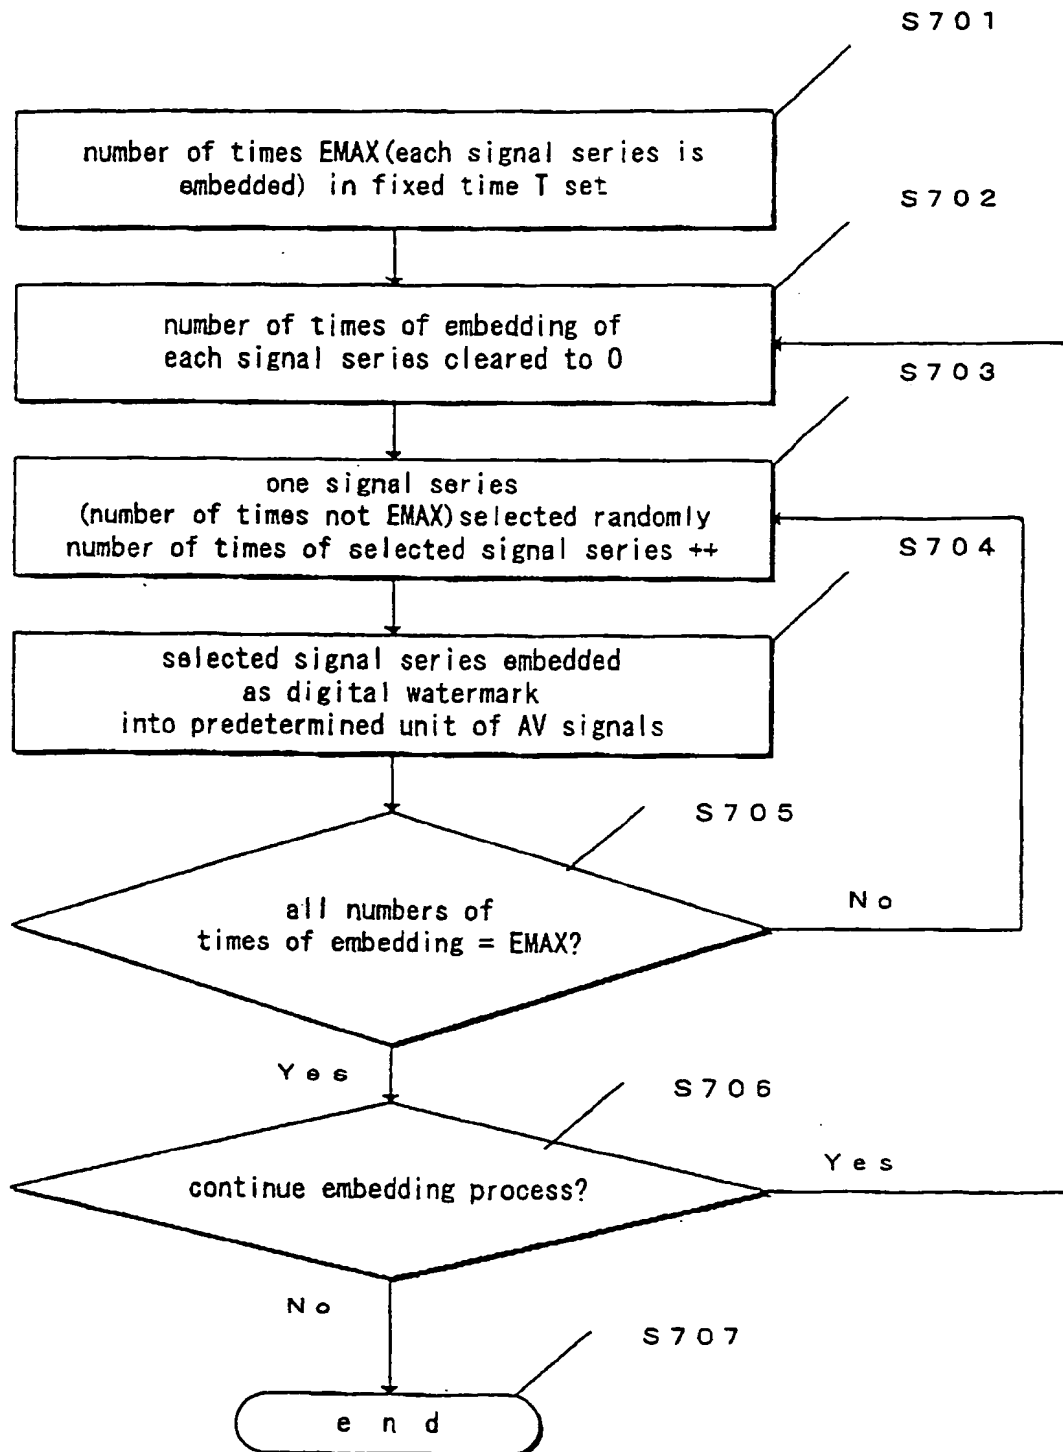 S701
number of times EMAX(each signal series is
embedded) in fixed time T set
S702
number of times of embedding of
each signal series cleared to 0
S703
one signal series
(number of times not EMAX)selected randomly
number of times of selected signal series ++
S704
selected signal series embedded
as digital watermark
into predetermined unit of AV signals
S705
all numbers of
times of embedding = EMAX?
No
Yes
S706
continue embedding process?
Yes
No
S707
end